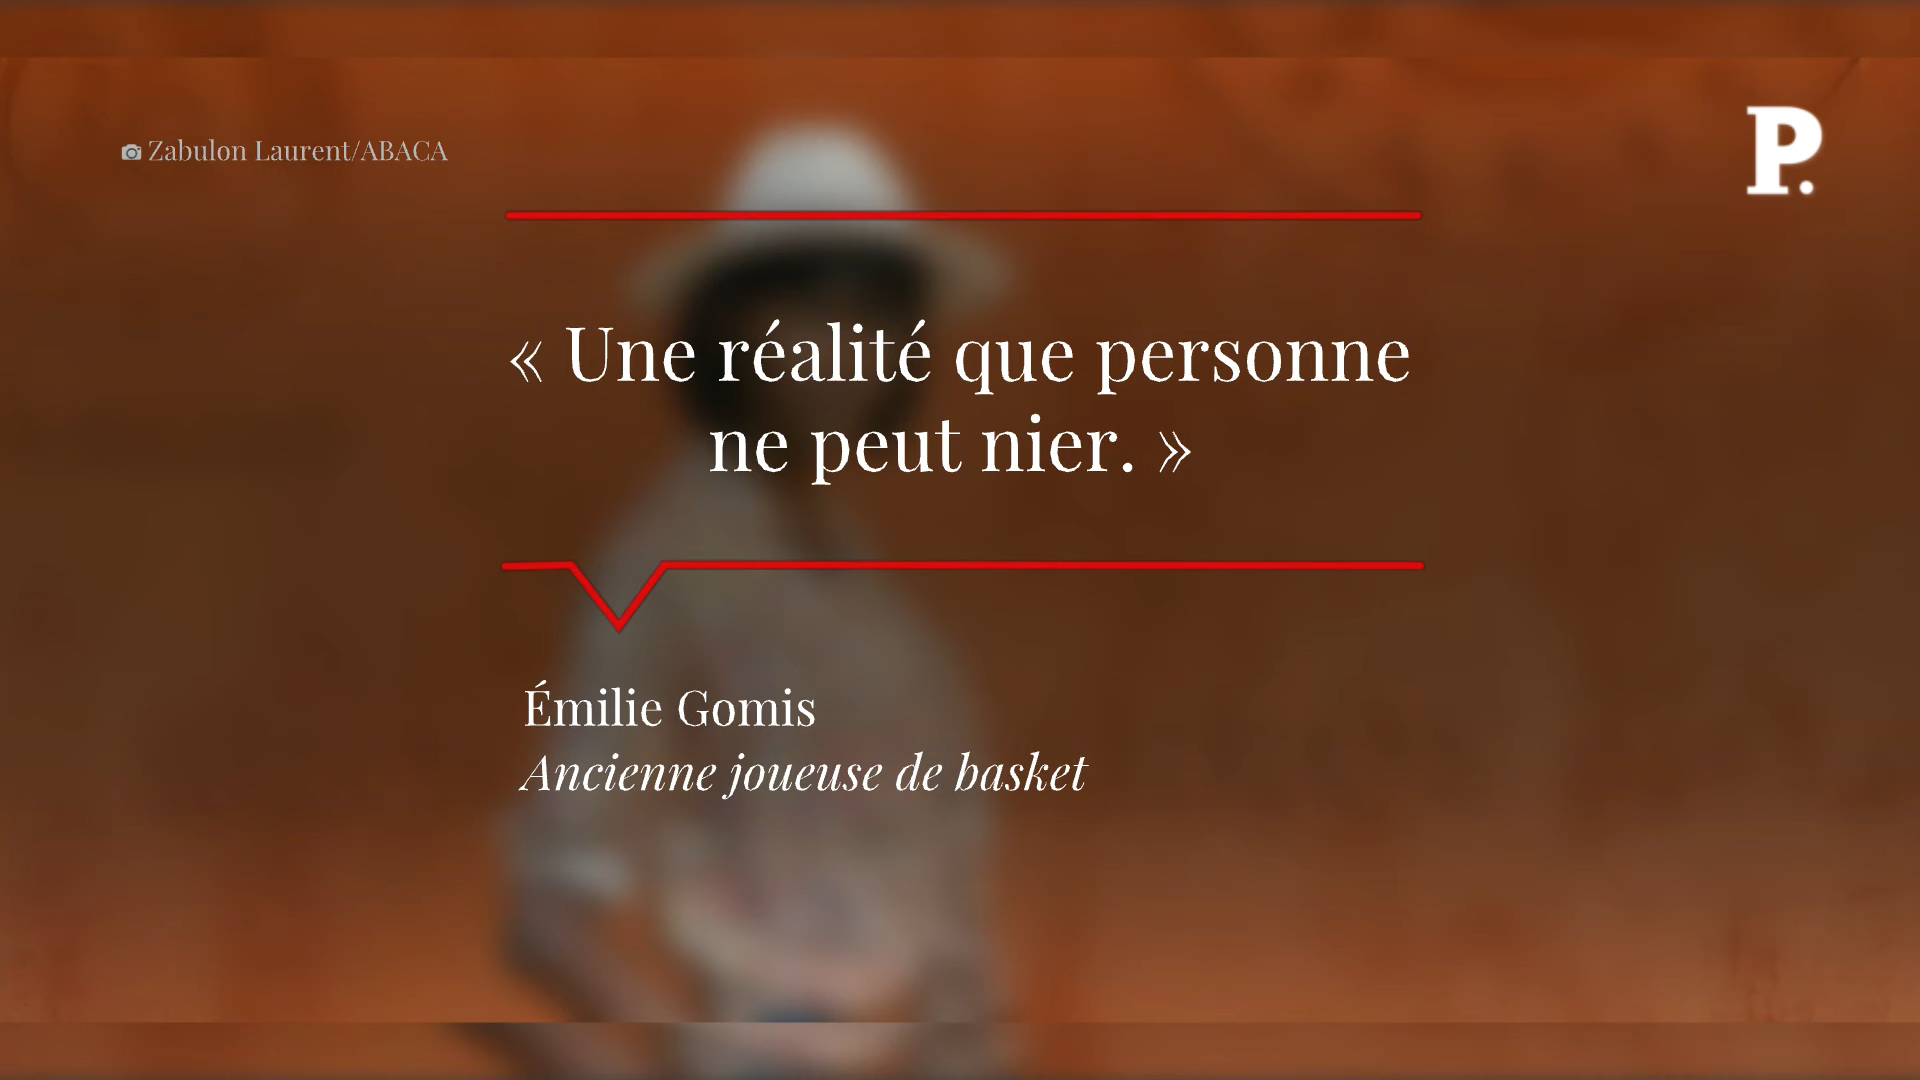 Zabulon Laurent/ABACA
P.
« Une réalité que personne
ne peut nier. »
Émilie Gomis
Ancienne joueuse de basket